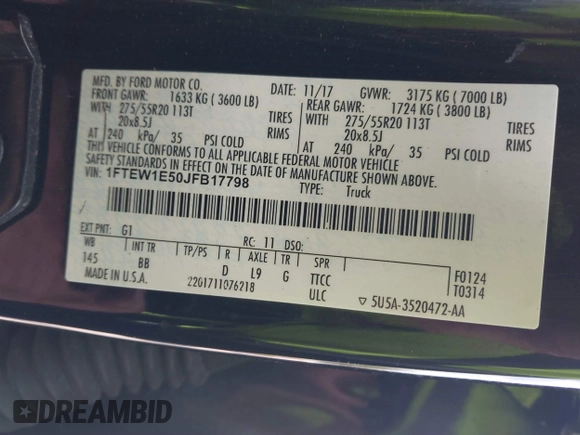 MFD. BY FORD MOTOR CO.
DATE: 11/17 GVWR: 3175 KG ( 7000 LB)
FRONT GAWR: 1633 KG ( 3600 LB)
REAR GAWR: 1724 KG ( 3800 LB)
WITH 275/55R20 113T TIRES
WITH 275/55R20 113T TIRES
20x8.5J RIMS
20x8.5J RIMS
AT 240 kPa/ 35 PSI COLD
AT 240 kPa/ 35 PSI COLD
THIS VEHICLE CONFORMS TO ALL APPLICABLE FEDERAL MOTOR VEHICLE
SAFETY STANDARDS IN EFFECT ON THE DATE OF MANUFACTURE SHOWN ABOVE.
VIN: 1FTEW1E50JFB17798
TYPE: Truck
EXT PNT: G1 RC: 11 DSO:
WB INT TR TP/PS R AXLE TR SPR
145 BB D L9 G TTCC
F0124
T0314
MADE IN U.S.A. 2201711076218 ULC
▽ 5U5A-3520472-AA
DREAMBID